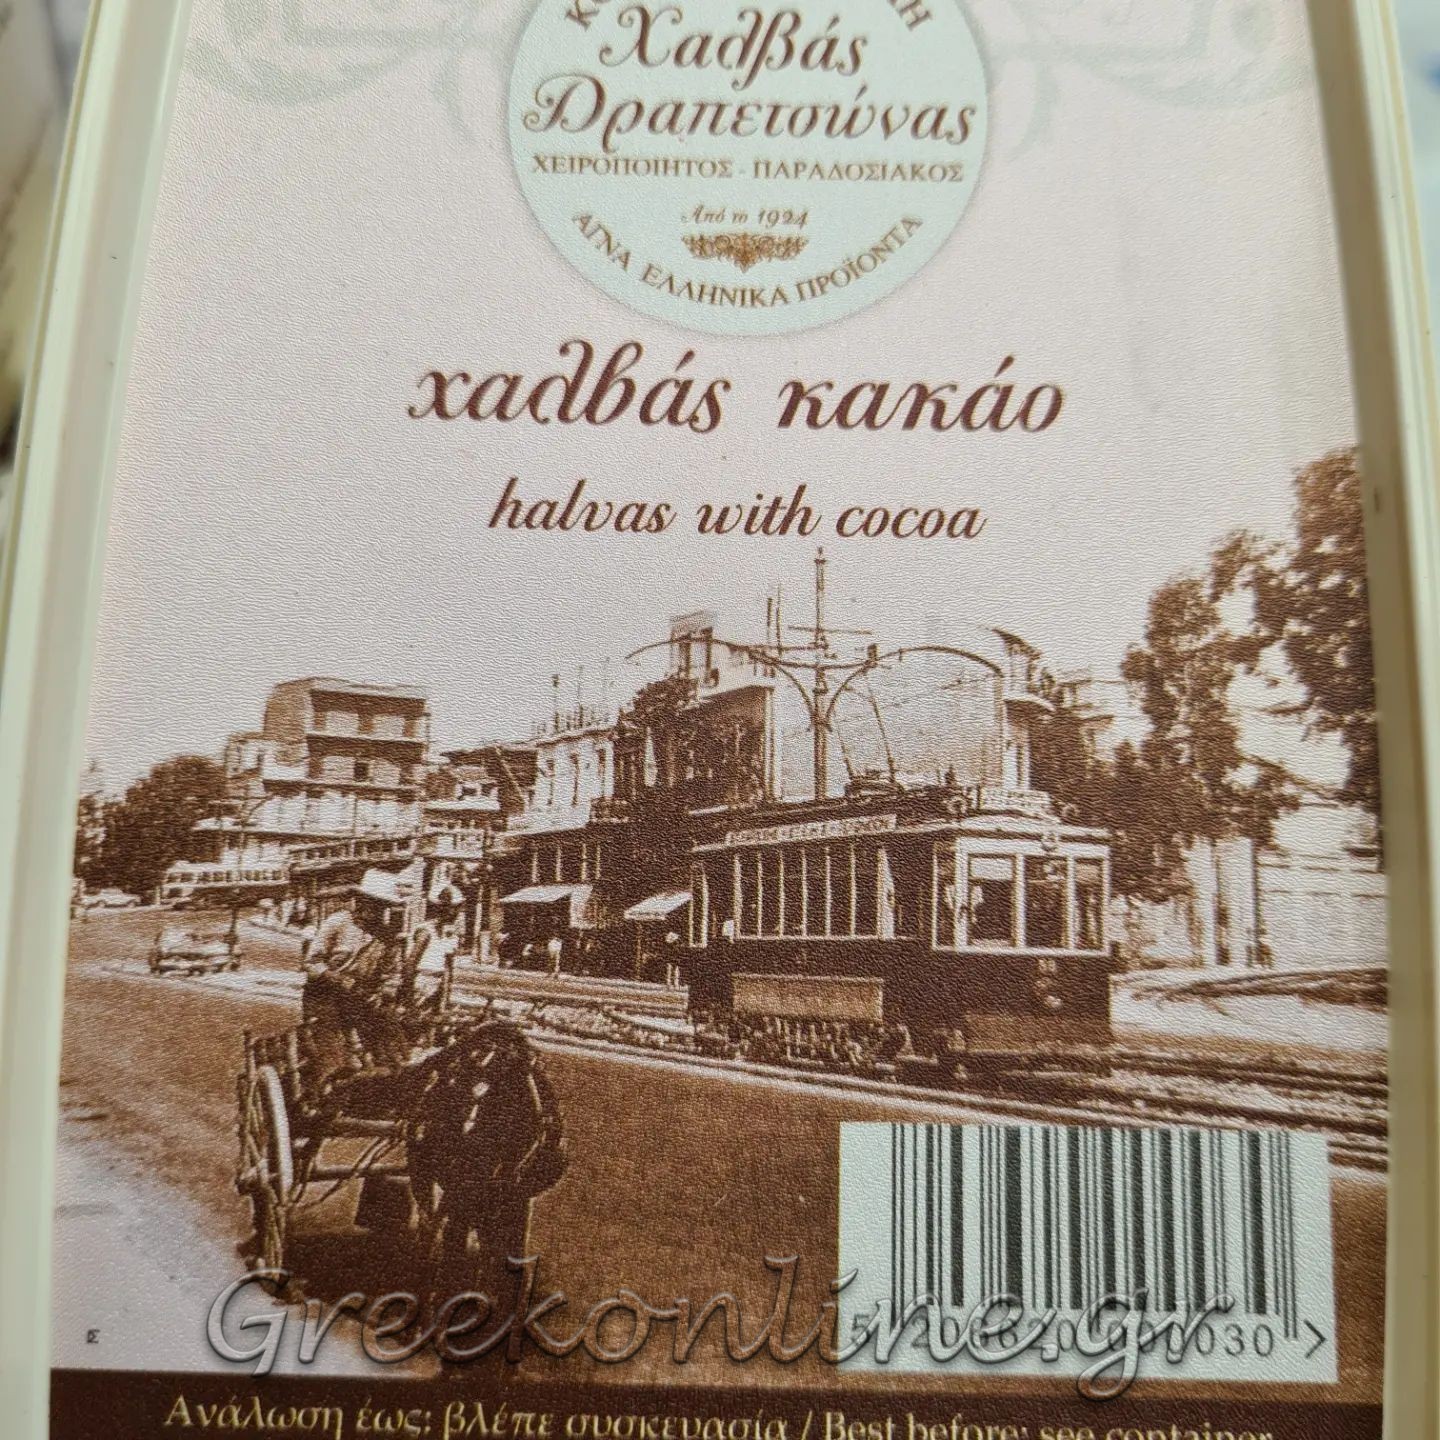 Χαλβάς
Δραπετσώνας
ΧΕΙΡΟΠΟΙΗΤΟΣ - ΠΑΡΑΔΟΣΙΑΚΟΣ
Από το 1924
ΑΓΝΑ ΕΛΛΗΝΙΚΑ ΠΡΟΪΟΝΤΑ
χαλβάς κακάο
halvas with cocoa
Greekonline.gr
Σ
Ανάλωση έως: βλέπε συσκευασία / Best before: see container